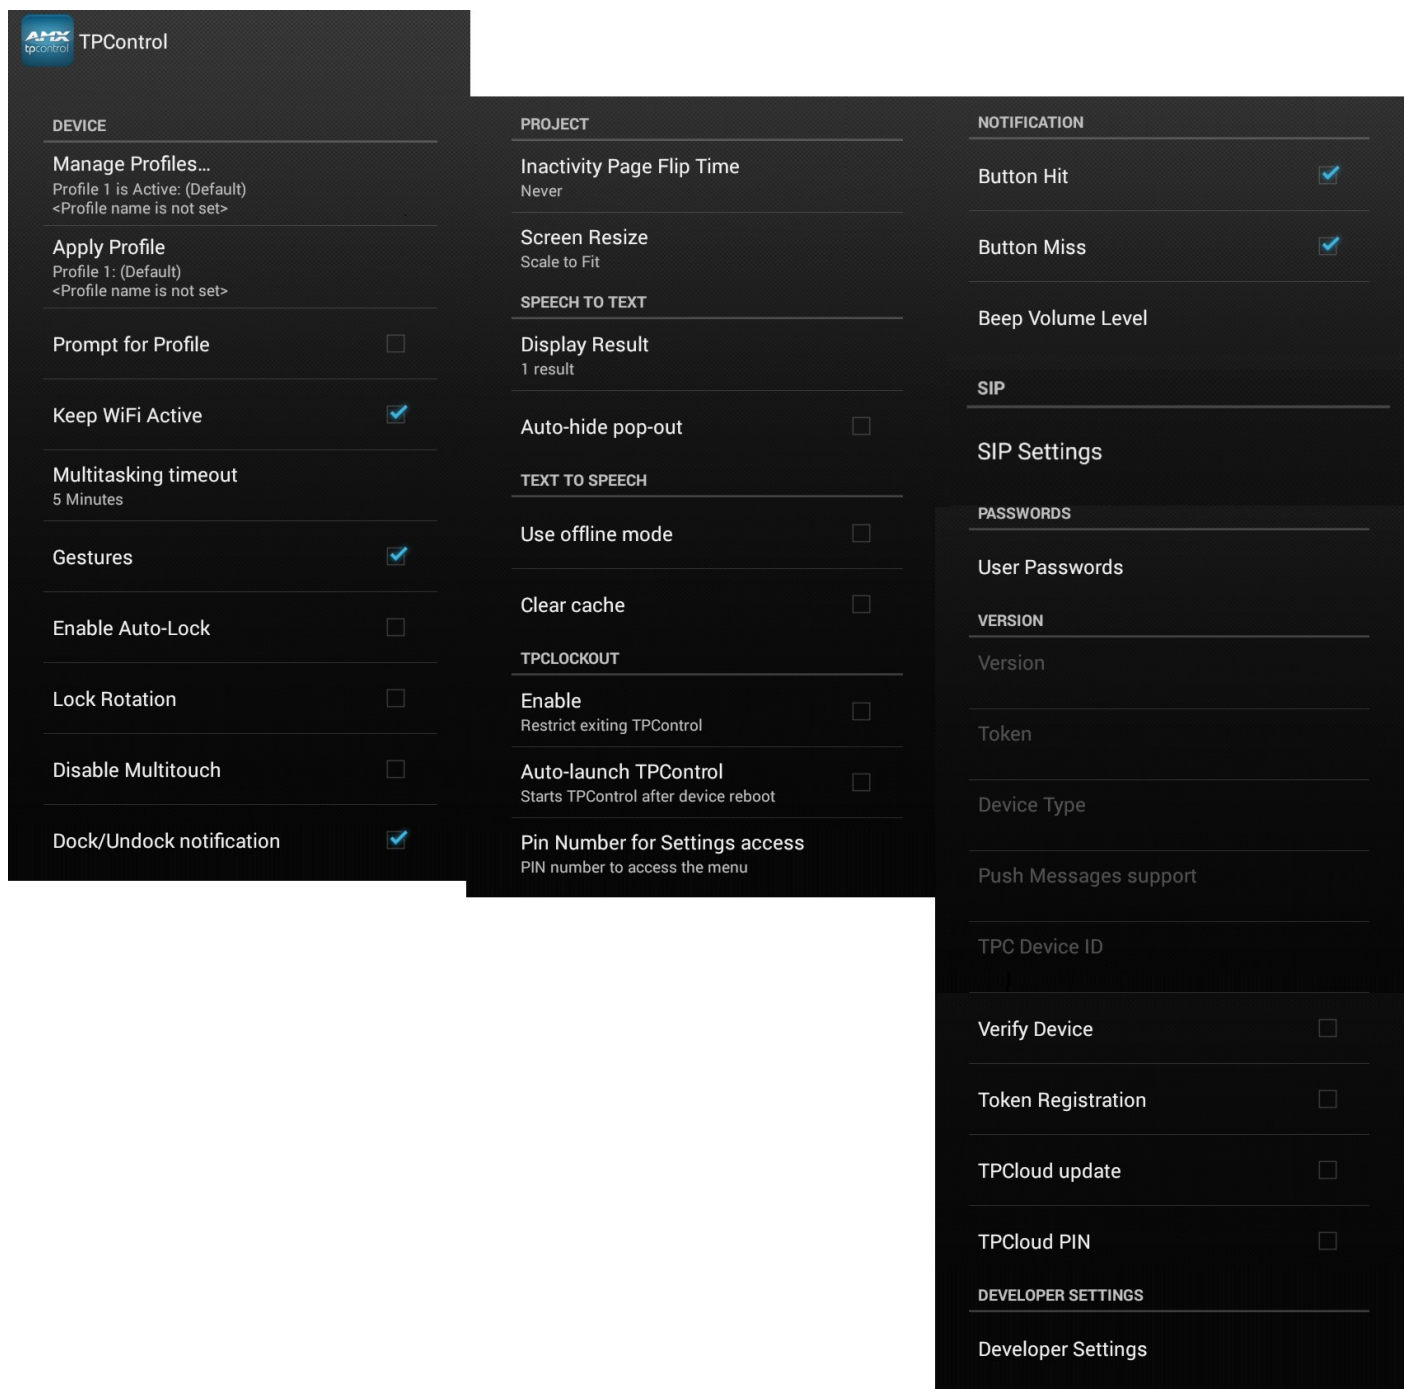 AMX
tpcontrol
TPControl
DEVICE
Manage Profiles...
Profile 1 is Active: (Default)
<Profile name is not set>
Apply Profile
Profile 1: (Default)
<Profile name is not set>
Prompt for Profile
Keep WiFi Active
Multitasking timeout
5 Minutes
Gestures
Enable Auto-Lock
Lock Rotation
Disable Multitouch
Dock/Undock notification
PROJECT
Inactivity Page Flip Time
Never
Screen Resize
Scale to Fit
SPEECH TO TEXT
Display Result
1 result
Auto-hide pop-out
TEXT TO SPEECH
Use offline mode
Clear cache
TPCLOCKOUT
Enable
Restrict exiting TPControl
Auto-launch TPControl
Starts TPControl after device reboot
Pin Number for Settings access
PIN number to access the menu
NOTIFICATION
Button Hit
Button Miss
Beep Volume Level
SIP
SIP Settings
PASSWORDS
User Passwords
VERSION
Version
Token
Device Type
Push Messages support
TPC Device ID
Verify Device
Token Registration
TPCloud update
TPCloud PIN
DEVELOPER SETTINGS
Developer Settings